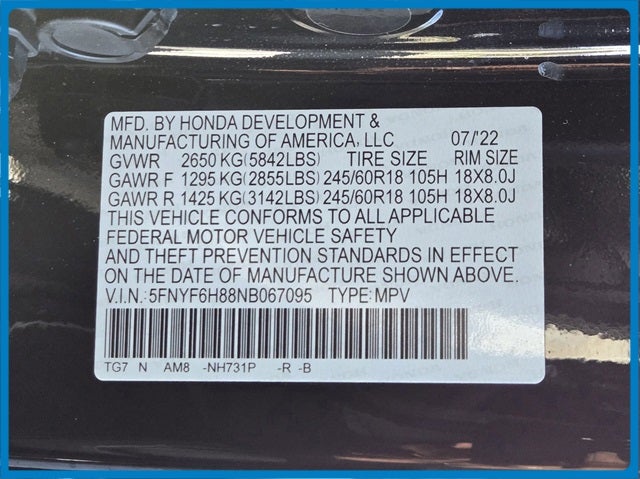 MFD. BY HONDA DEVELOPMENT &
MANUFACTURING OF AMERICA, LLC 07/'22
GVWR 2650 KG(5842LBS) TIRE SIZE RIM SIZE
GAWR F 1295 KG(2855LBS) 245/60R18 105H 18X8.0J
GAWR R 1425 KG(3142LBS) 245/60R18 105H 18X8.0J
THIS VEHICLE CONFORMS TO ALL APPLICABLE
FEDERAL MOTOR VEHICLE SAFETY
AND THEFT PREVENTION STANDARDS IN EFFECT
ON THE DATE OF MANUFACTURE SHOWN ABOVE.
V.I.N.: 5FNYF6H88NB067095 TYPE: MPV
TG7 N AM8 -NH731P -R -B